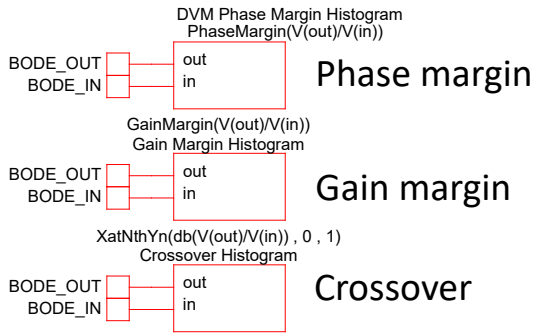 DVM Phase Margin Histogram
PhaseMargin(V(out)/V(in))
BODE_OUT
out
BODE_IN
in
Phase margin
GainMargin(V(out)/V(in))
Gain Margin Histogram
BODE_OUT
out
BODE_IN
in
Gain margin
XatNthYn(db(V(out)/V(in)) , 0 , 1)
Crossover Histogram
BODE_OUT
out
BODE_IN
in
Crossover